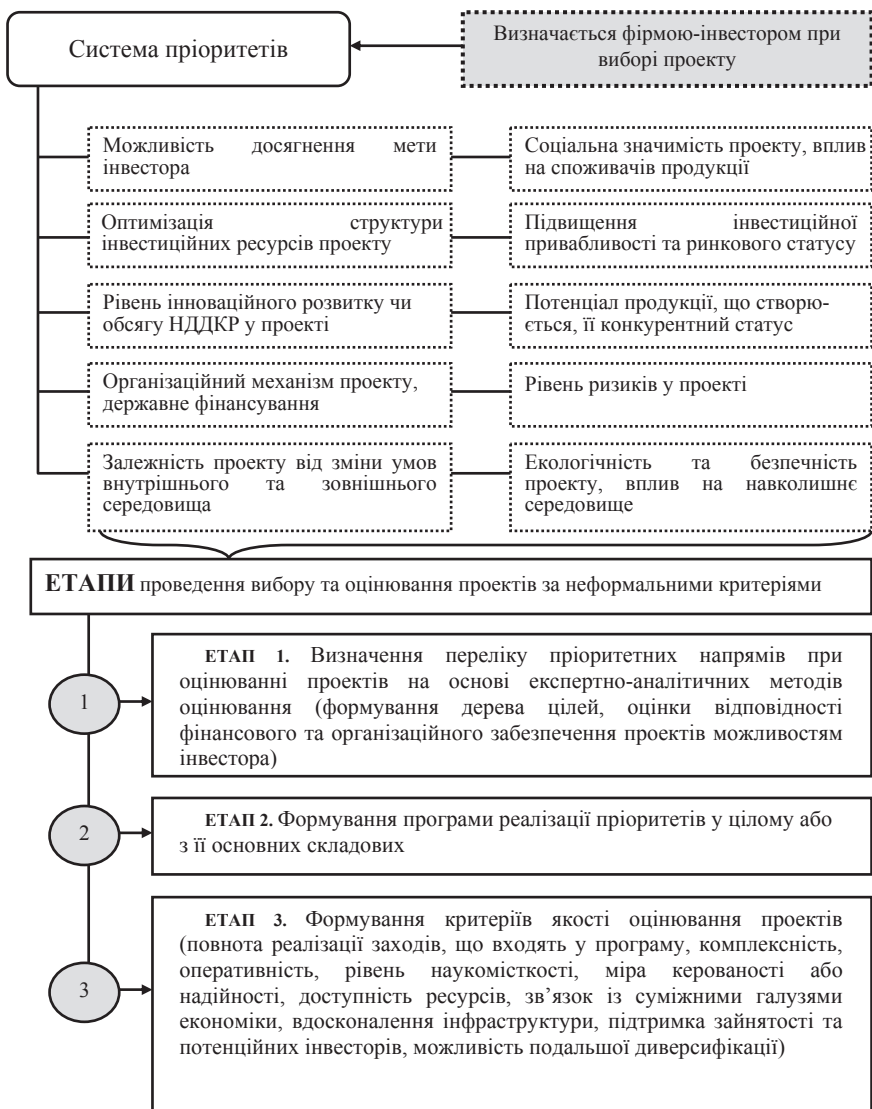 Система пріоритетів
Визначається фірмою-інвестором при
виборі проекту
Можливість досягнення мети
інвестора
Соціальна значимість проекту, вплив
на споживачів продукції
Оптимізація структури
інвестиційних ресурсів проекту
Підвищення інвестиційної
привабливості та ринкового статусу
Рівень інноваційного розвитку чи
обсягу НДДКР у проекті
Потенціал продукції, що створю-
ється, її конкурентний статус
Організаційний механізм проекту,
державне фінансування
Рівень ризиків у проекті
Залежність проекту від зміни умов
внутрішнього та зовнішнього
середовища
Екологічність та безпечність
проекту, вплив на навколишнє
середовище
ЕТАПИ проведення вибору та оцінювання проектів за неформальними критеріями
1
ЕТАП 1. Визначення переліку пріоритетних напрямів при
оцінюванні проектів на основі експертно-аналітичних методів
оцінювання (формування дерева цілей, оцінки відповідності
фінансового та організаційного забезпечення проектів можливостям
інвестора)
2
ЕТАП 2. Формування програми реалізації пріоритетів у цілому або
з її основних складових
3
ЕТАП 3. Формування критеріїв якості оцінювання проектів
(повнота реалізації заходів, що входять у програму, комплексність,
оперативність, рівень наукомісткості, міра керованості або
надійності, доступність ресурсів, зв’язок із суміжними галузями
економіки, вдосконалення інфраструктури, підтримка зайнятості та
потенційних інвесторів, можливість подальшої диверсифікації)